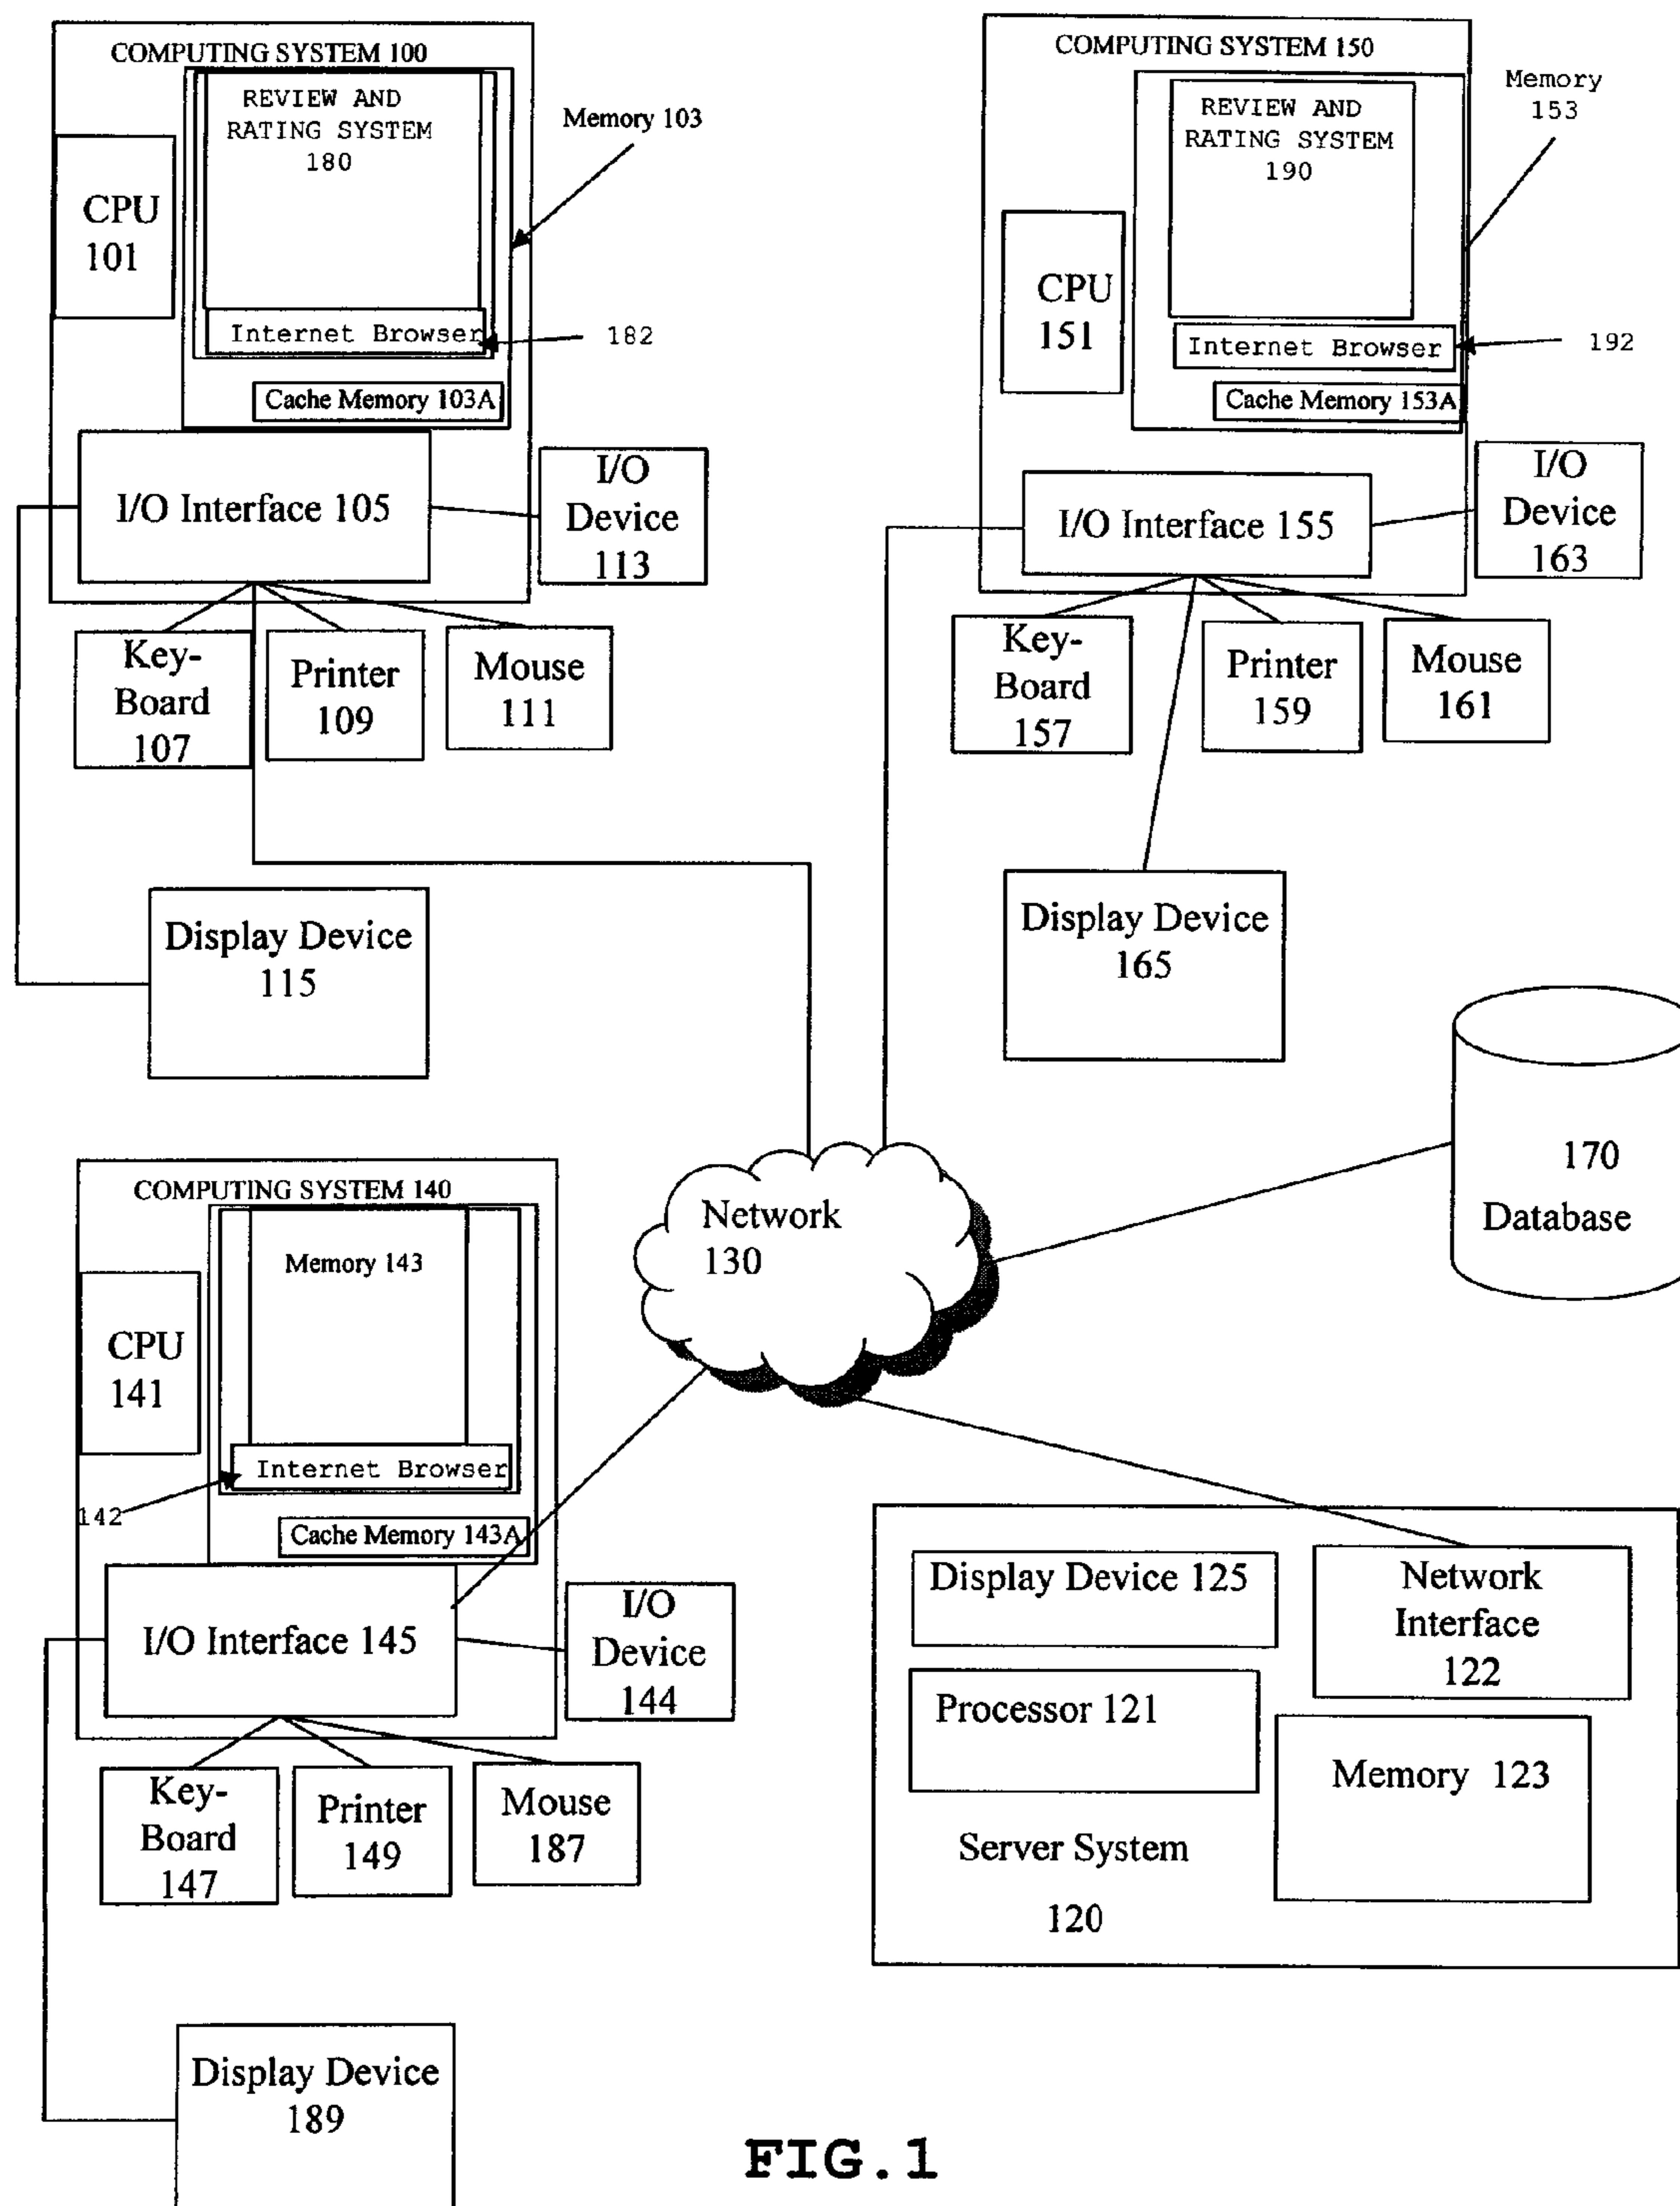 COMPUTING SYSTEM 100
REVIEW AND
RATING SYSTEM
180
Memory 103
CPU
101
Internet Browser
182
Cache Memory 103A
I/O Interface 105
I/O
Device
113
Key-
Board
107
Printer
109
Mouse
111
Display Device
115
COMPUTING SYSTEM 150
Memory
153
REVIEW AND
RATING SYSTEM
190
CPU
151
Internet Browser
192
Cache Memory 153A
I/O Interface 155
I/O
Device
163
Key-
Board
157
Printer
159
Mouse
161
Display Device
165
170
Database
Network
130
COMPUTING SYSTEM 140
Memory 143
CPU
141
Internet Browser
142
Cache Memory 143A
I/O Interface 145
I/O
Device
144
Key-
Board
147
Printer
149
Mouse
187
Display Device
189
Display Device 125
Network
Interface
122
Processor 121
Memory 123
Server System
120
FIG.1